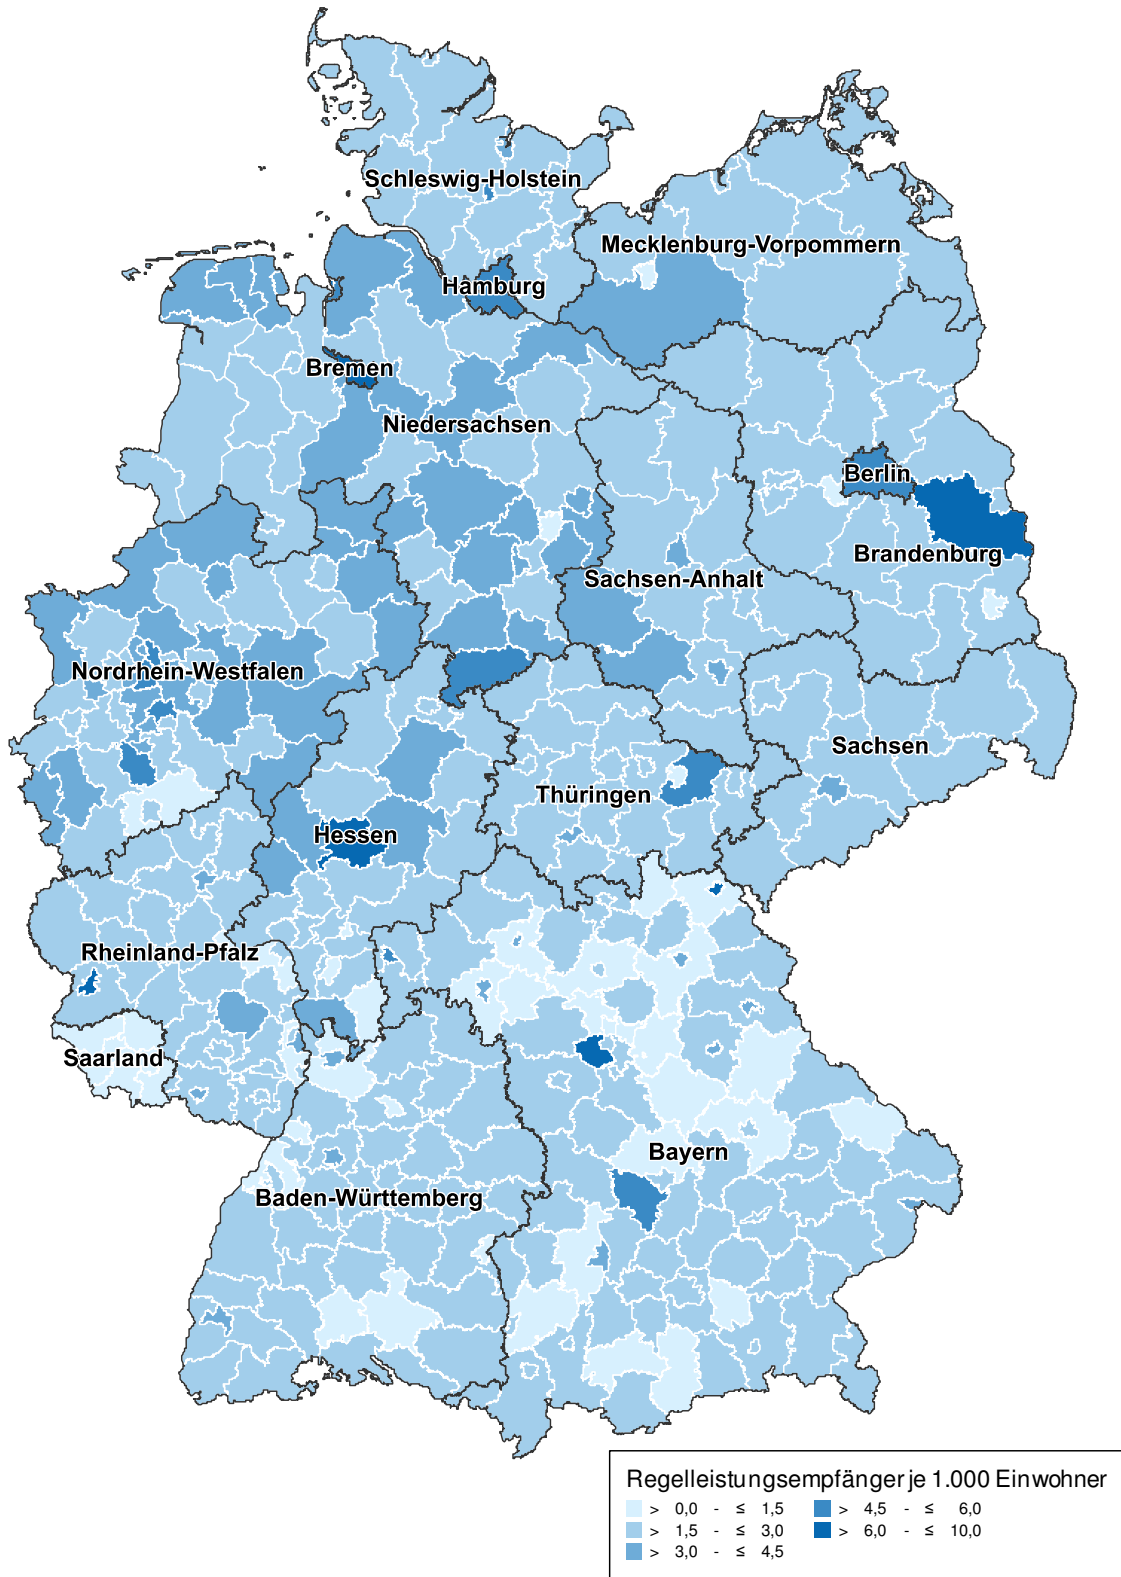 Schleswig-Holstein
Mecklenburg-Vorpommern
Hamburg
Bremen
Niedersachsen
Berlin
Brandenburg
Sachsen-Anhalt
Nordrhein-Westfalen
Sachsen
Thüringen
Hessen
Rheinland-Pfalz
Saarland
Bayern
Baden-Württemberg
Regelleistungsempfänger je 1.000 Einwohner
> 0,0 - ≤ 1,5 > 4,5 - ≤ 6,0
> 1,5 - ≤ 3,0 > 6,0 - ≤ 10,0
> 3,0 - ≤ 4,5